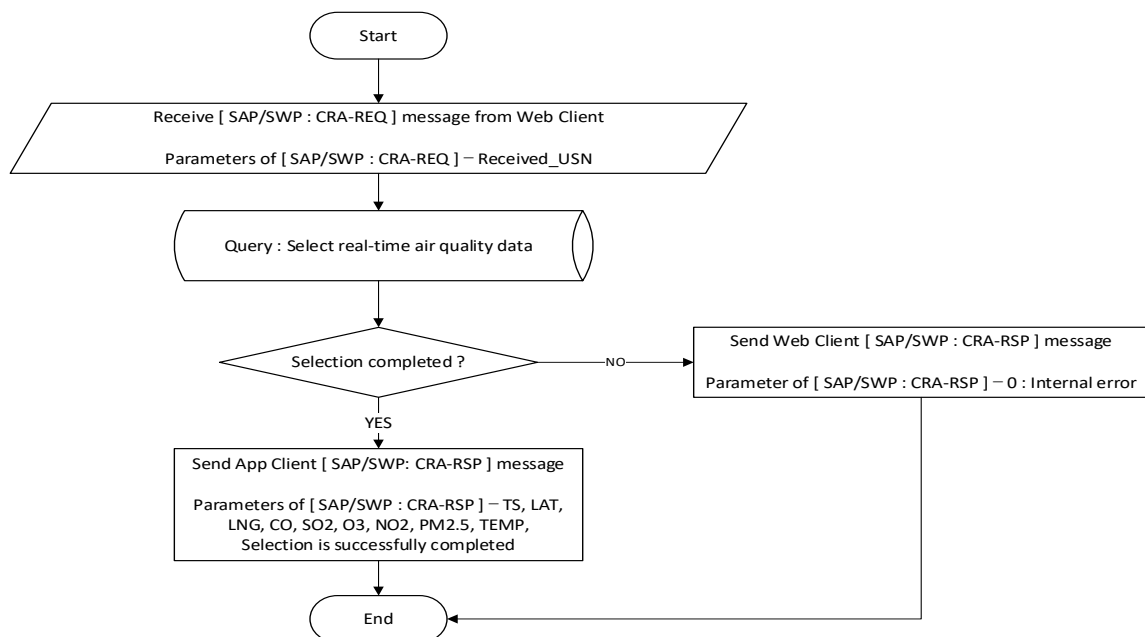 Start
Receive [ SAP/SWP : CRA-REQ ] message from Web Client
Parameters of [ SAP/SWP : CRA-REQ ] – Received_USN
Query : Select real-time air quality data
Selection completed ?
NO
Send Web Client [ SAP/SWP : CRA-RSP ] message
Parameter of [ SAP/SWP : CRA-RSP ] – 0 : Internal error
YES
Send App Client [ SAP/SWP: CRA-RSP ] message
Parameters of [ SAP/SWP : CRA-RSP ] – TS, LAT,
LNG, CO, SO2, O3, NO2, PM2.5, TEMP,
Selection is successfully completed
End